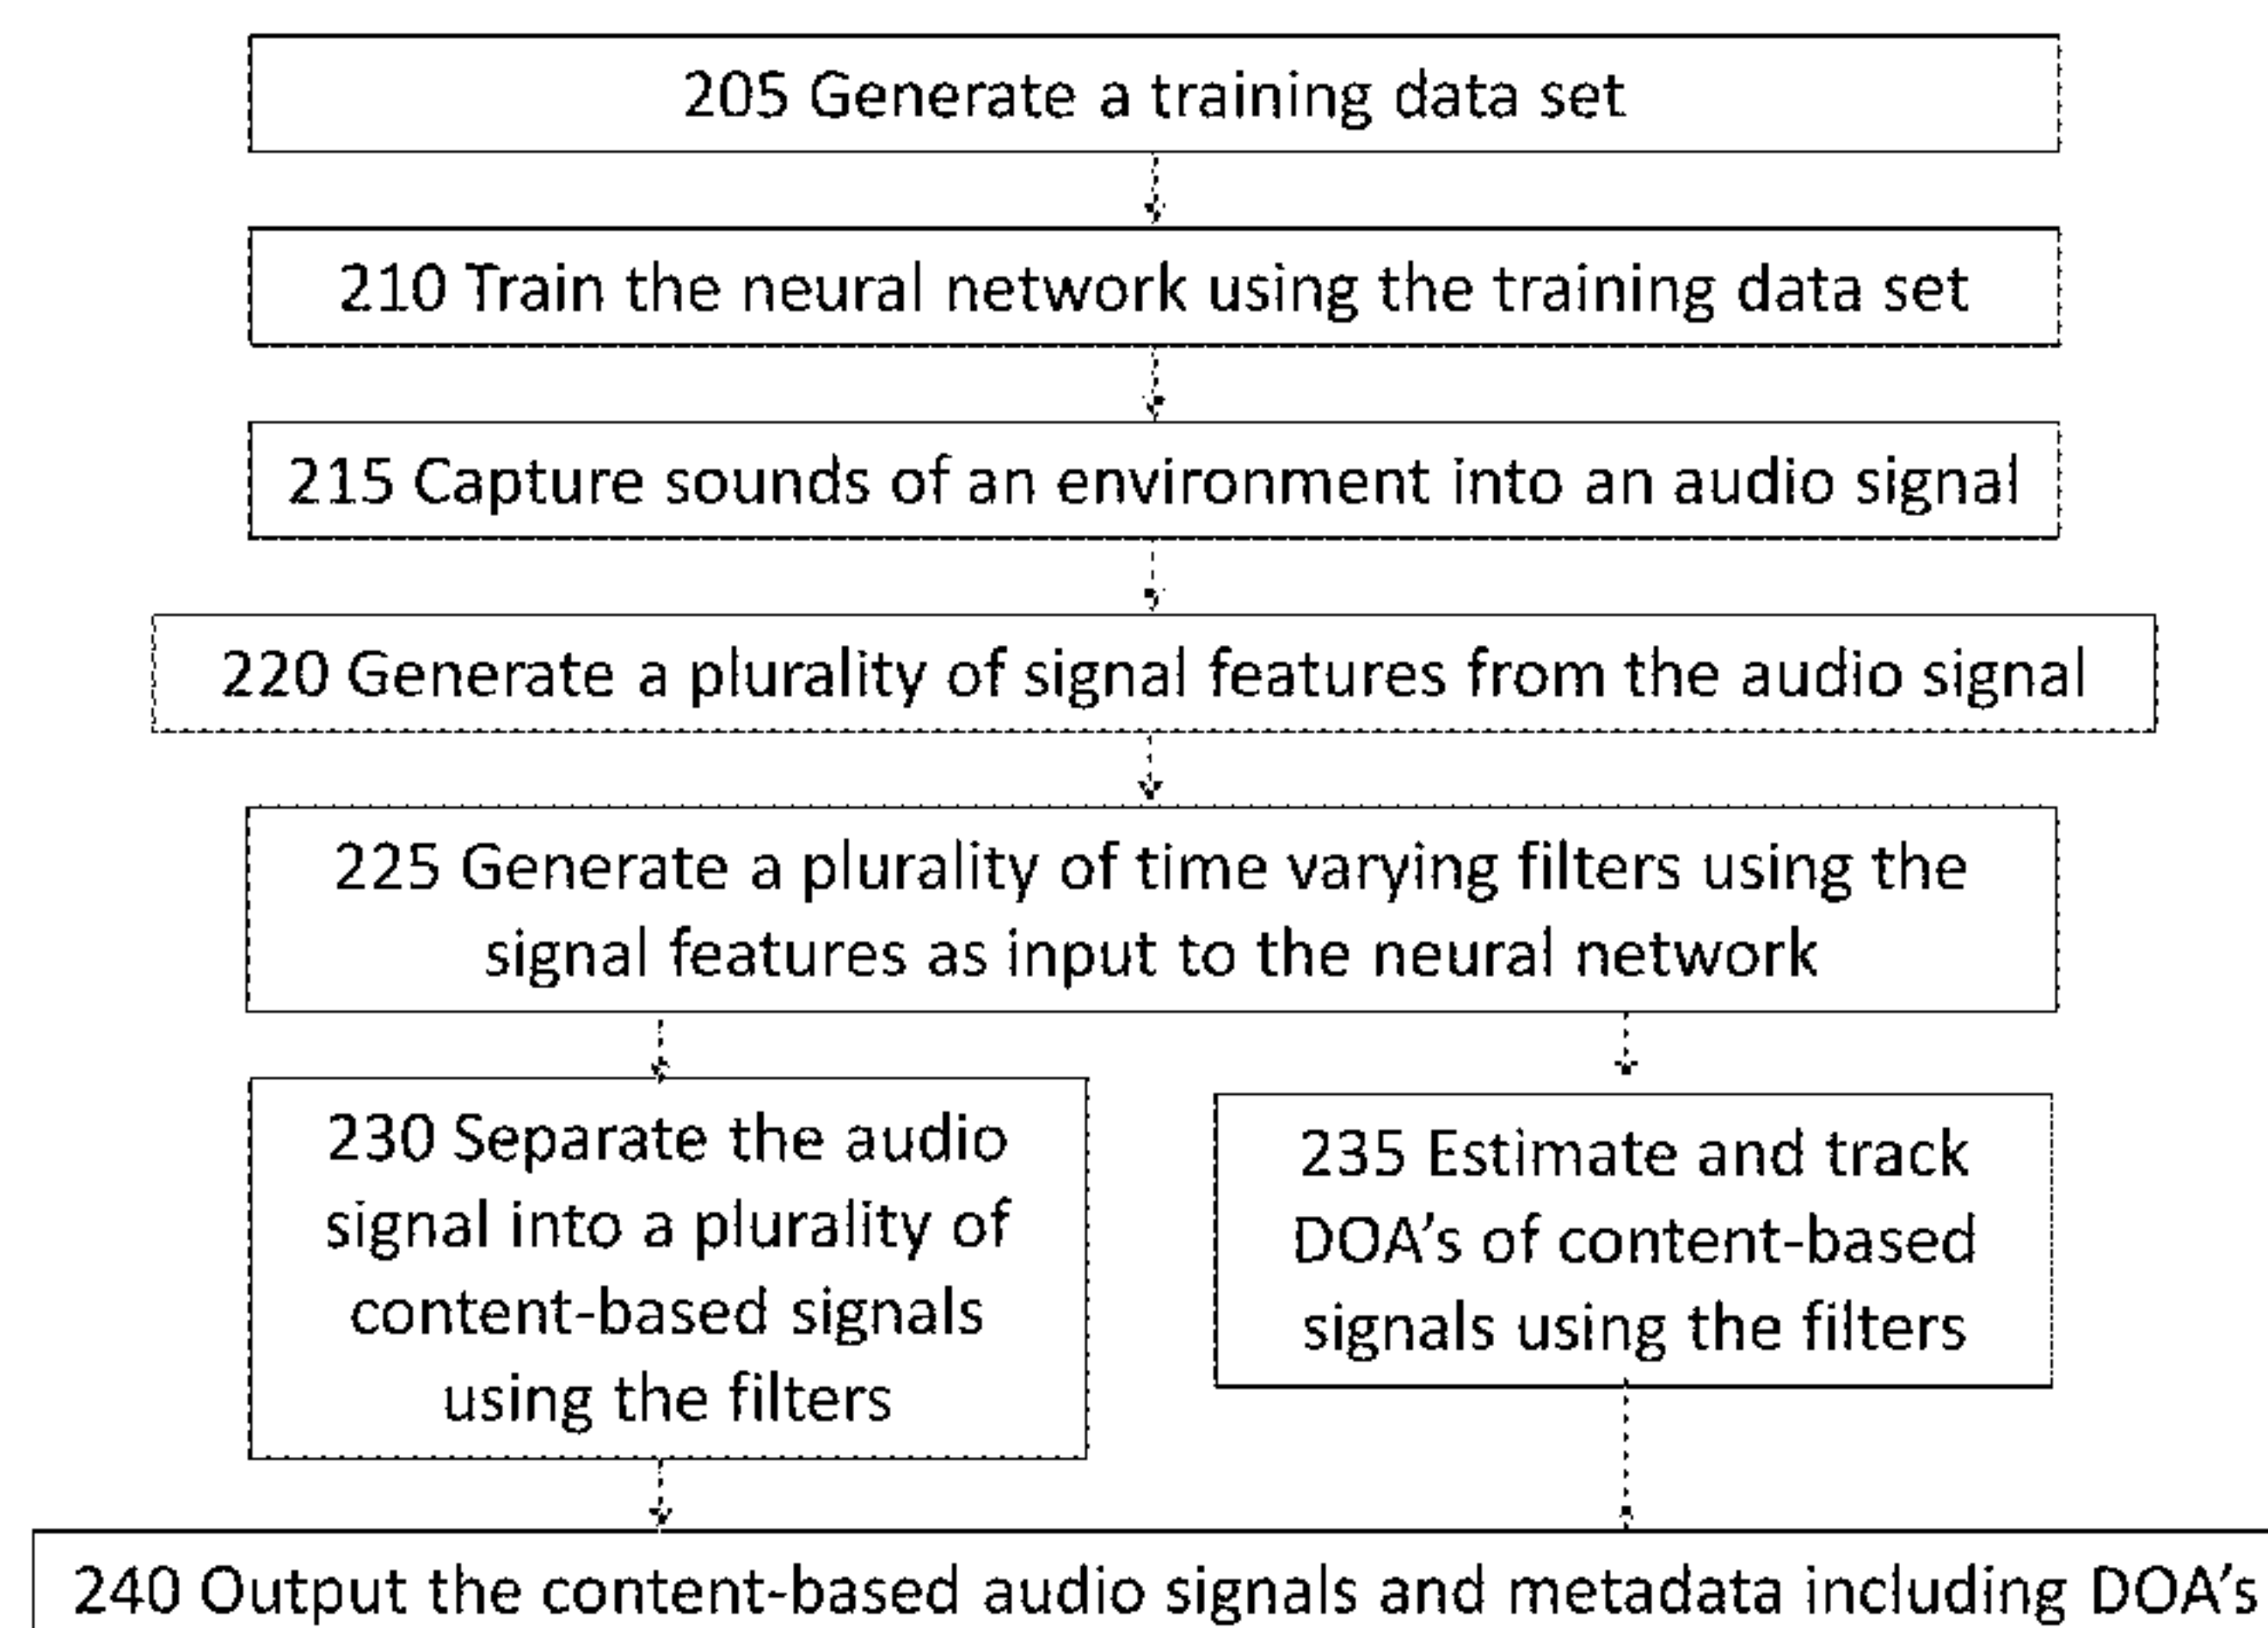 205 Generate a training data set
210 Train the neural network using the training data set
215 Capture sounds of an environment into an audio signal
220 Generate a plurality of signal features from the audio signal
225 Generate a plurality of time varying filters using the
signal features as input to the neural network
230 Separate the audio
signal into a plurality of
content-based signals
using the filters
235 Estimate and track
DOA's of content-based
signals using the filters
240 Output the content-based audio signals and metadata including DOA's